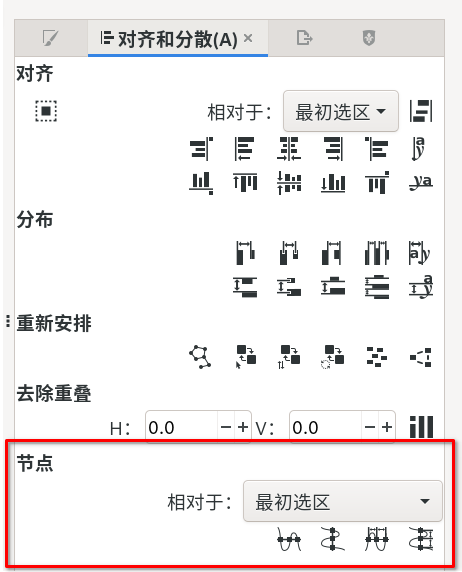 对齐和分散(A)
对齐
相对于： 最初选区
分布
重新安排
去除重叠
H： 0.0 V： 0.0
节点
相对于： 最初选区